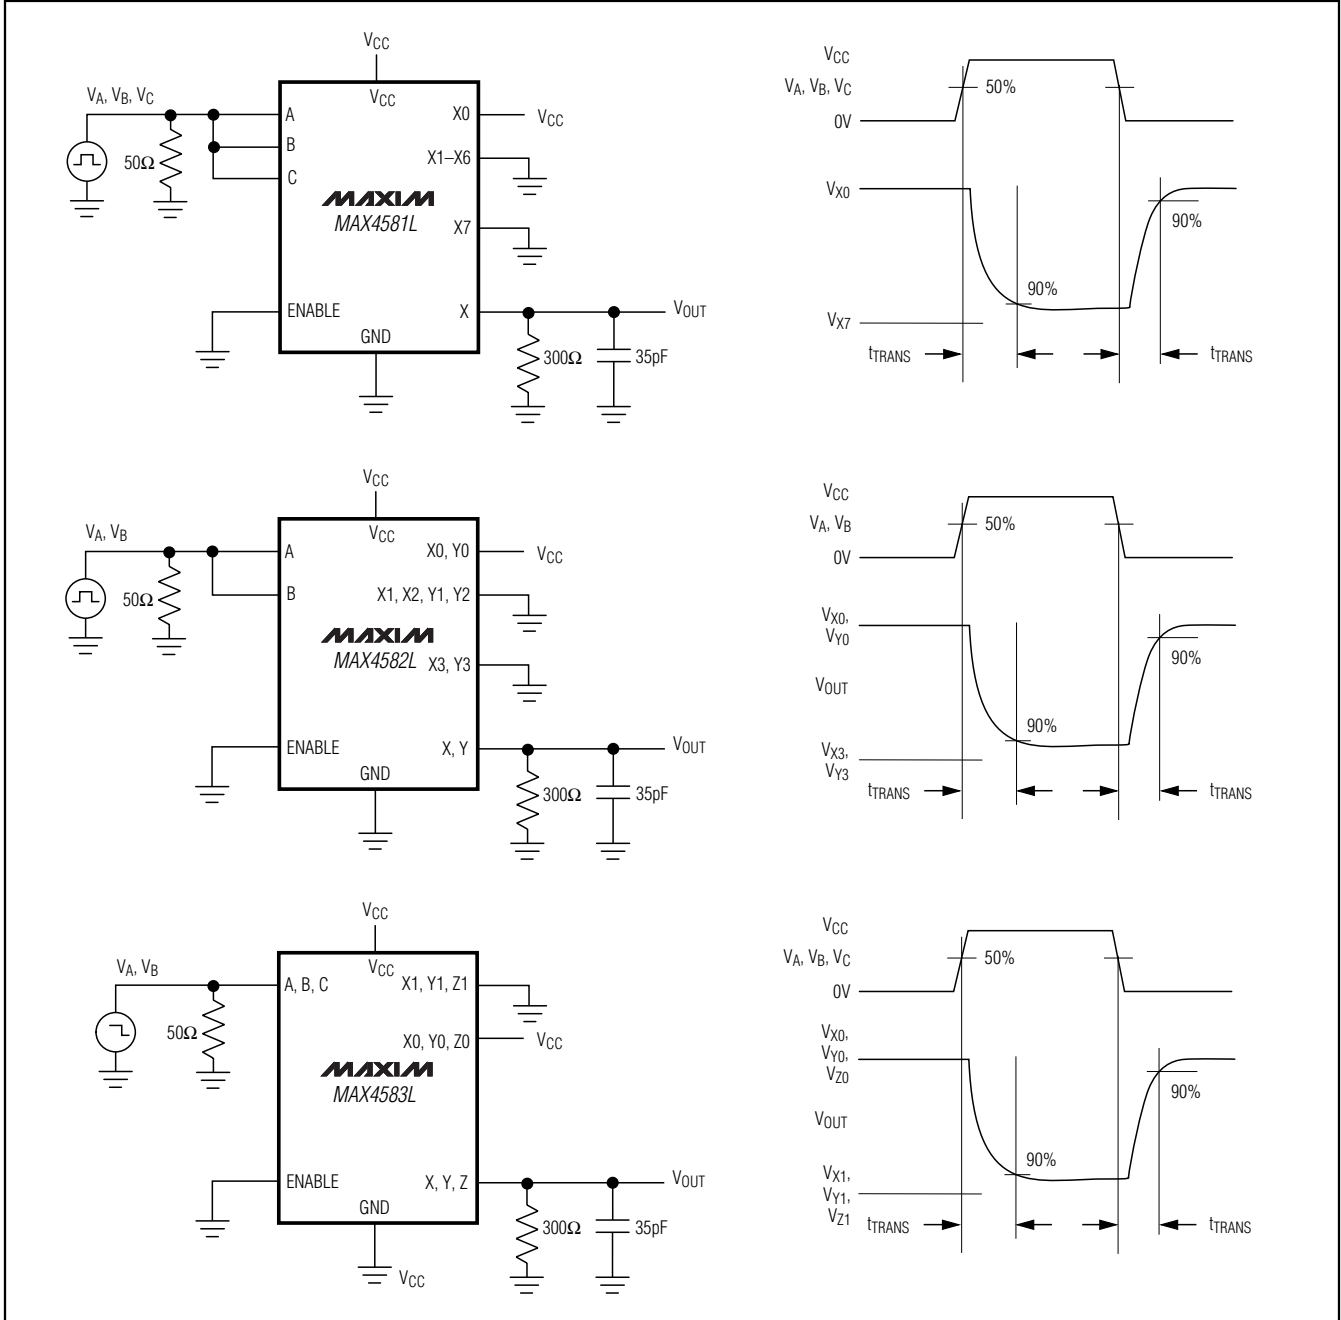 VCC
VCC
VA, VB, VC
50Ω
A
B
C
X0
VCC
X1–X6
MAXIM
MAX4581L
X7
ENABLE
X
VOUT
GND
300Ω
35pF
VCC
VA, VB, VC
50%
0V
VX0
90%
90%
VX7
tTRANS
tTRANS
VCC
VCC
VA, VB
50Ω
A
B
X0, Y0
VCC
X1, X2, Y1, Y2
MAXIM
MAX4582L
X3, Y3
ENABLE
X, Y
VOUT
GND
300Ω
35pF
VCC
VA, VB
50%
0V
VX0,
VY0
90%
VOUT
90%
VX3,
VY3
tTRANS
tTRANS
VCC
VCC
VA, VB
50Ω
A, B, C
X1, Y1, Z1
X0, Y0, Z0
VCC
MAXIM
MAX4583L
ENABLE
X, Y, Z
VOUT
GND
300Ω
35pF
VCC
VCC
VA, VB, VC
50%
0V
VX0,
VY0,
VZ0
90%
VOUT
90%
VX1,
VY1,
VZ1
tTRANS
tTRANS